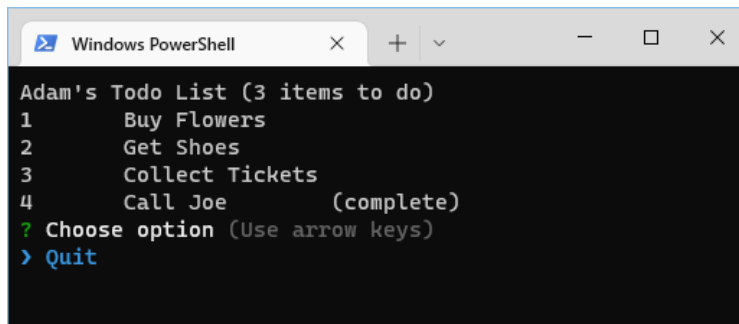 Windows PowerShell
Adam's Todo List (3 items to do)
1 Buy Flowers
2 Get Shoes
3 Collect Tickets
4 Call Joe (complete)
? Choose option (Use arrow keys)
❯ Quit